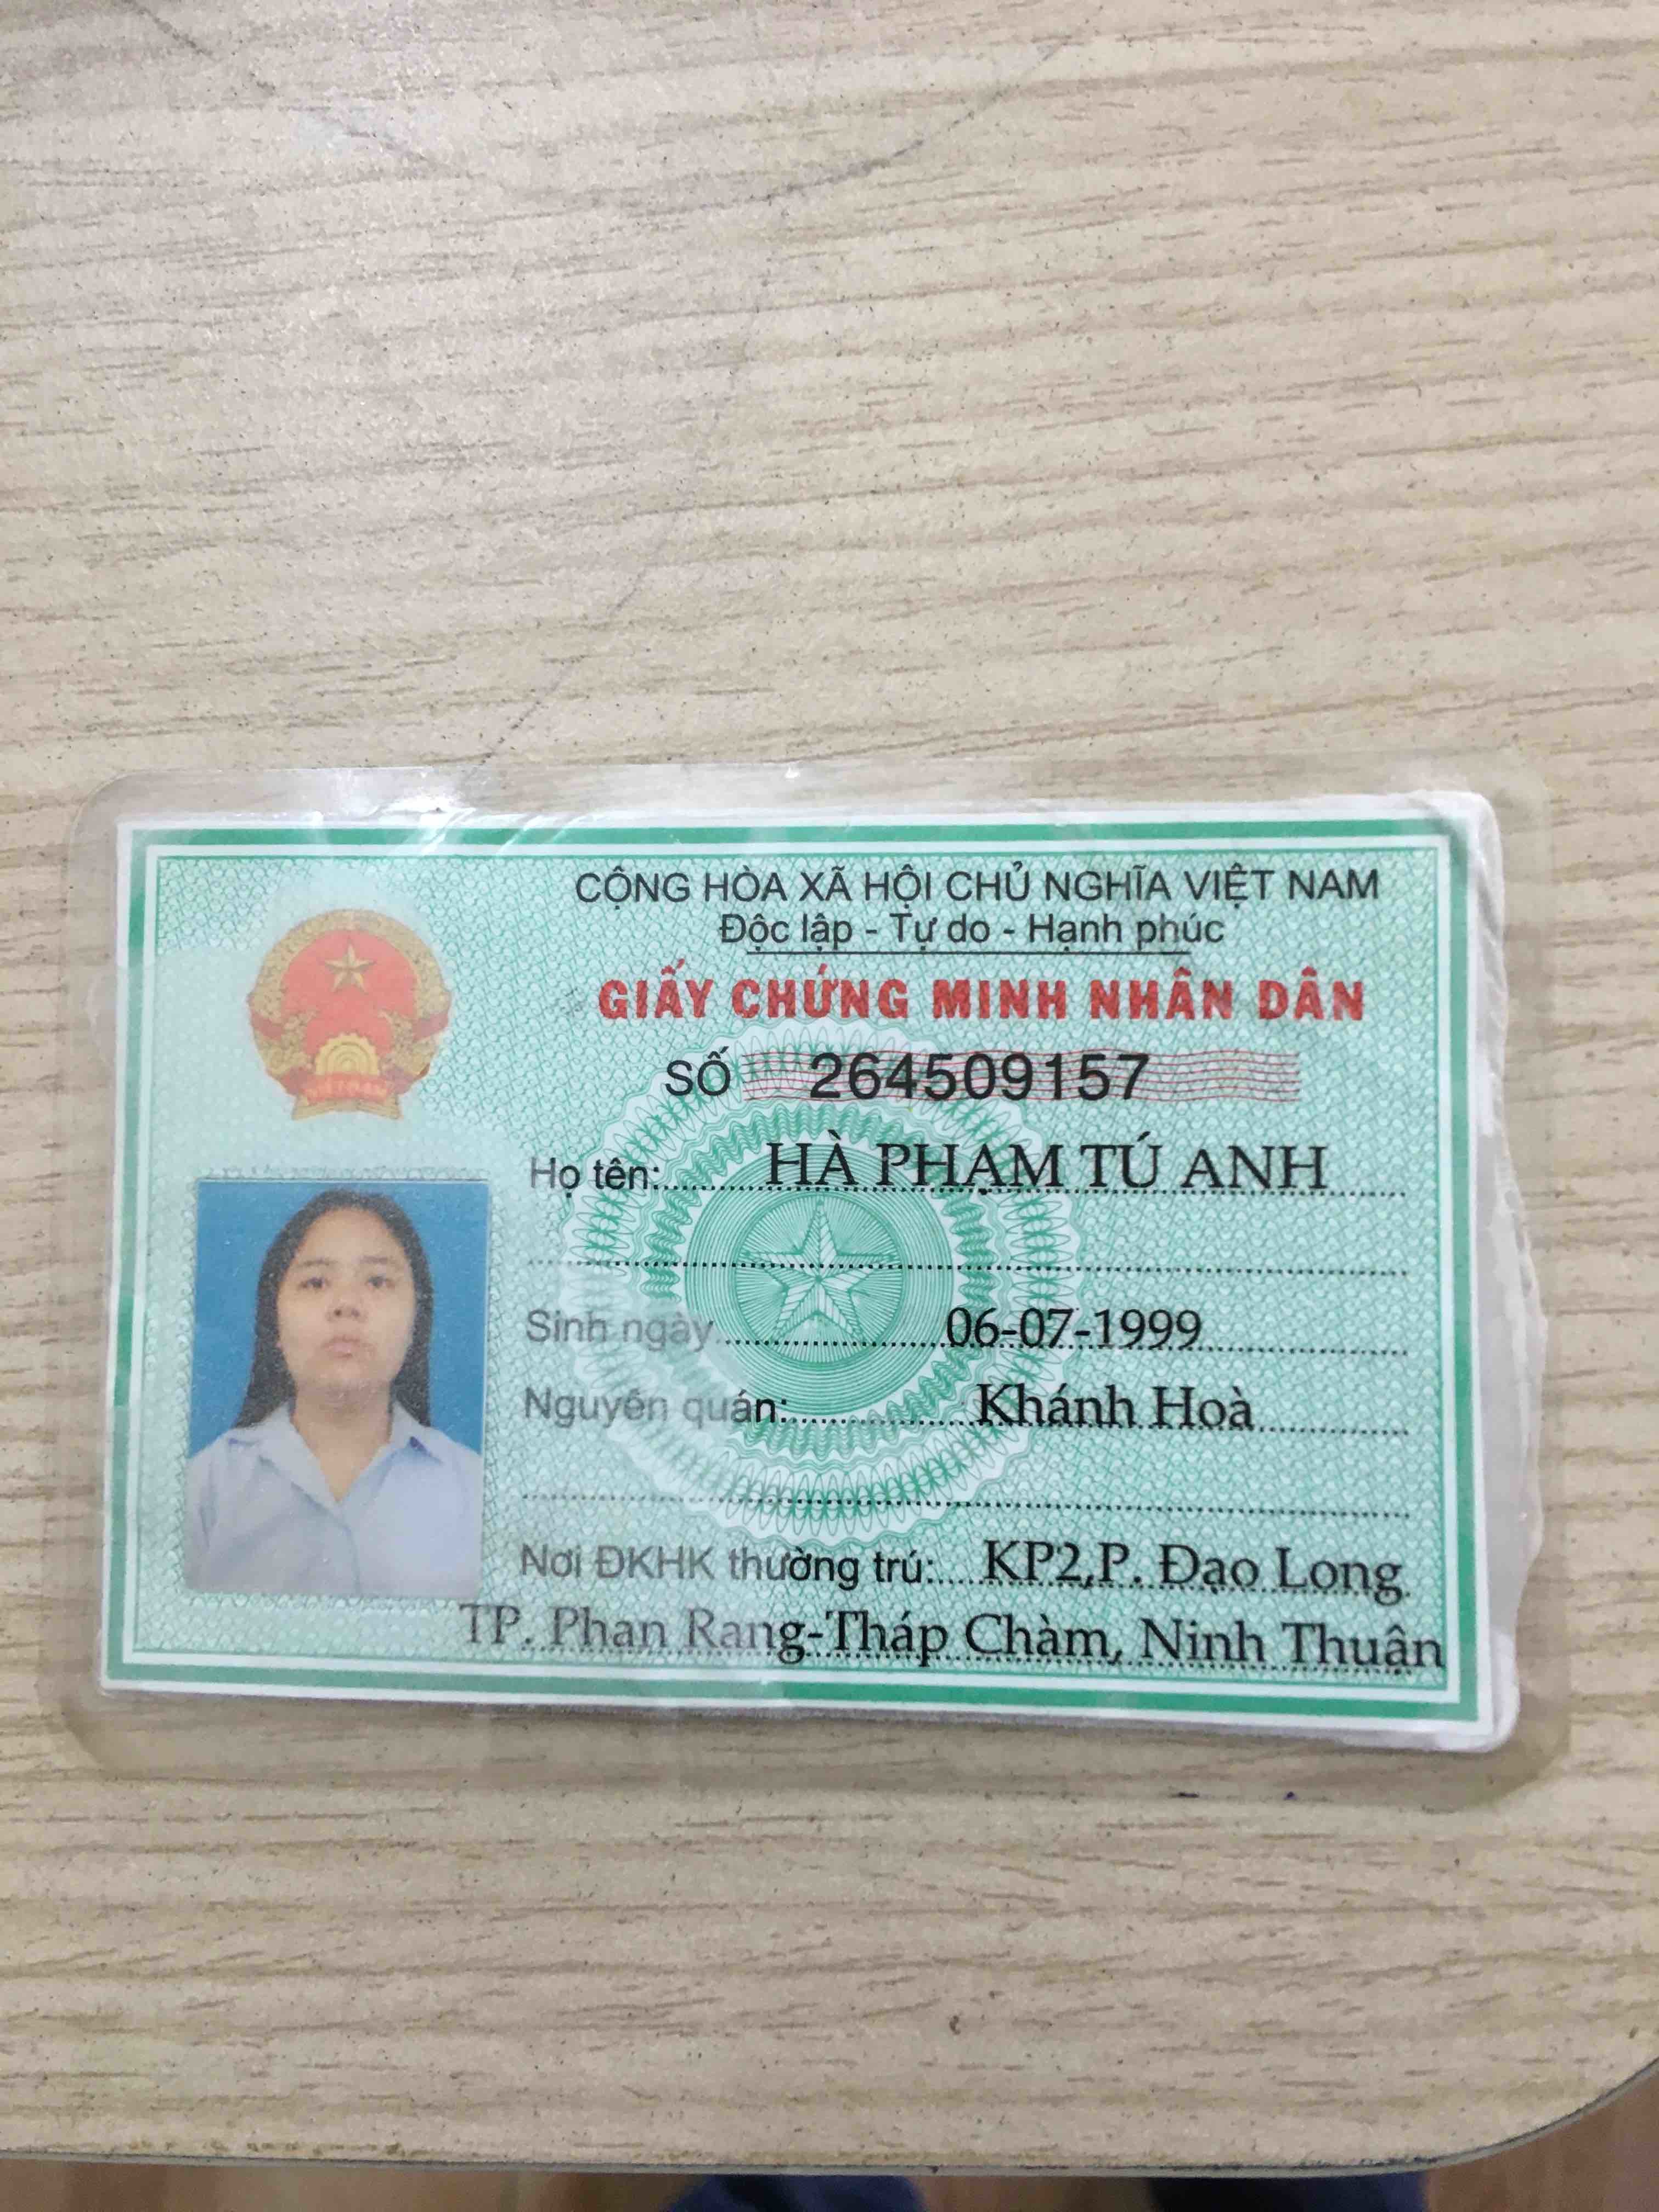 CỘNG HÒA XÃ HỘI CHỦ NGHĨA VIỆT NAM
Độc lập - Tự do - Hạnh phúc
GIẤY CHỨNG MINH NHÂN DÂN
SỐ 264509157
Họ tên: HÀ PHẠM TÚ ANH
Sinh ngày 06-07-1999
Nguyên quán: Khánh Hoà
Nơi ĐKHK thường trú: KP2,P. Đạo Long
TP. Phan Rang-Tháp Chàm, Ninh Thuận
VIỆT NAM